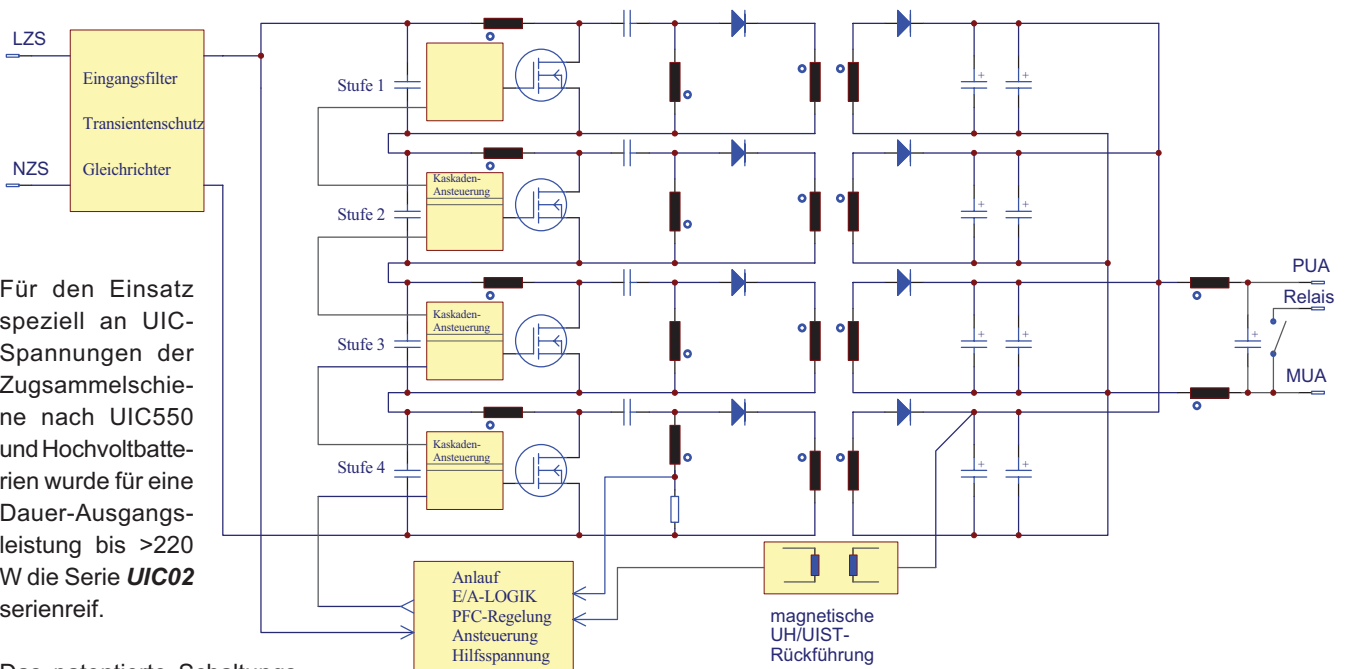 LZS
NZS
Eingangsfilter
Transientenschutz
Gleichrichter
Stufe 1
Stufe 2
Kaskaden-
Ansteuerung
Stufe 3
Kaskaden-
Ansteuerung
Stufe 4
Kaskaden-
Ansteuerung
+
+
+
+
+
+
+
+
+
PUA
Relais
MUA
Anlauf
E/A-LOGIK
PFC-Regelung
Ansteuerung
Hilfsspannung
magnetische
UH/UIST-
Rückführung
Für den Einsatz
speziell an UIC-
Spannungen der
Zugsammelschie-
ne nach UIC550
und Hochvoltbatte-
rien wurde für eine
Dauer-Ausgangs-
leistung bis >220
W die Serie UIC02
serienreif.